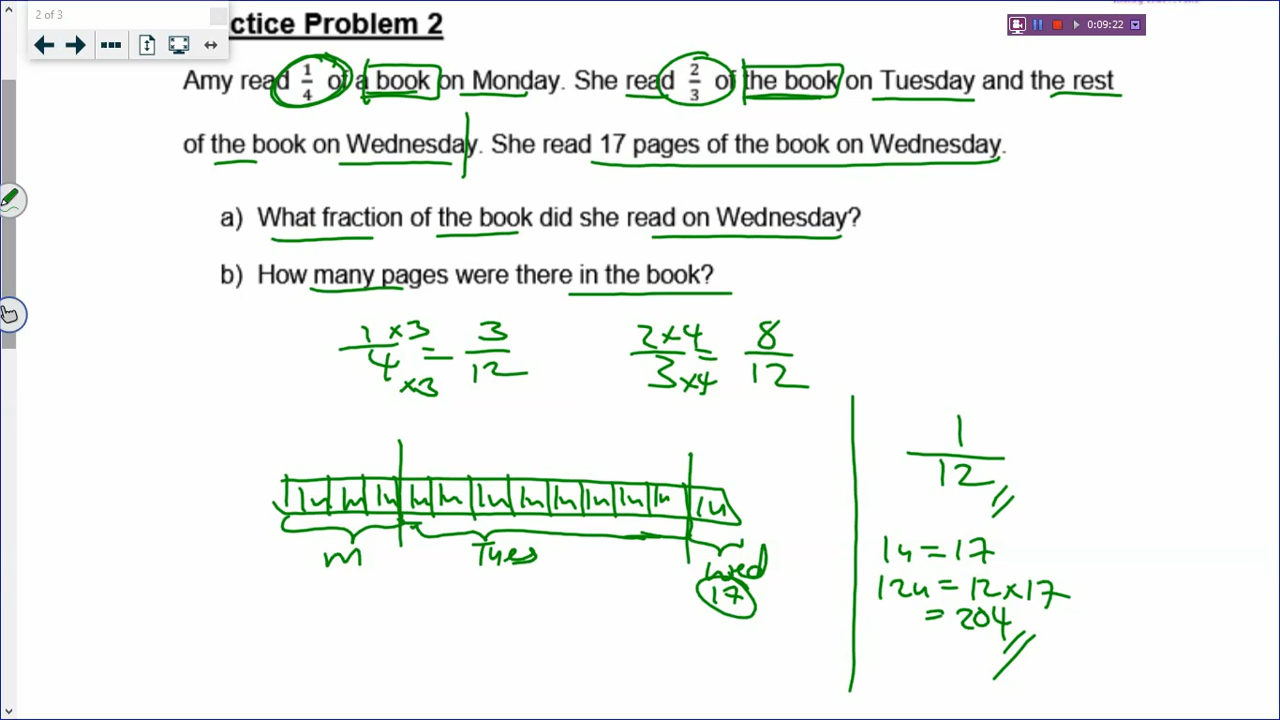 2 of 3
ctice Problem 2
00:09:22
Amy read 1/4 of a book on Monday. She read 2/3 of the book on Tuesday and the rest
of the book on Wednesday. She read 17 pages of the book on Wednesday.
a) What fraction of the book did she read on Wednesday?
b) How many pages were there in the book?
1×3/4×3 = 3/12
2×4/3×4 = 8/12
1u 1u 1u 1u 1u 1u 1u 1u 1u 1u 1u 1u
m Tues wed
17
1/12
1u = 17
12u = 12×17
= 204